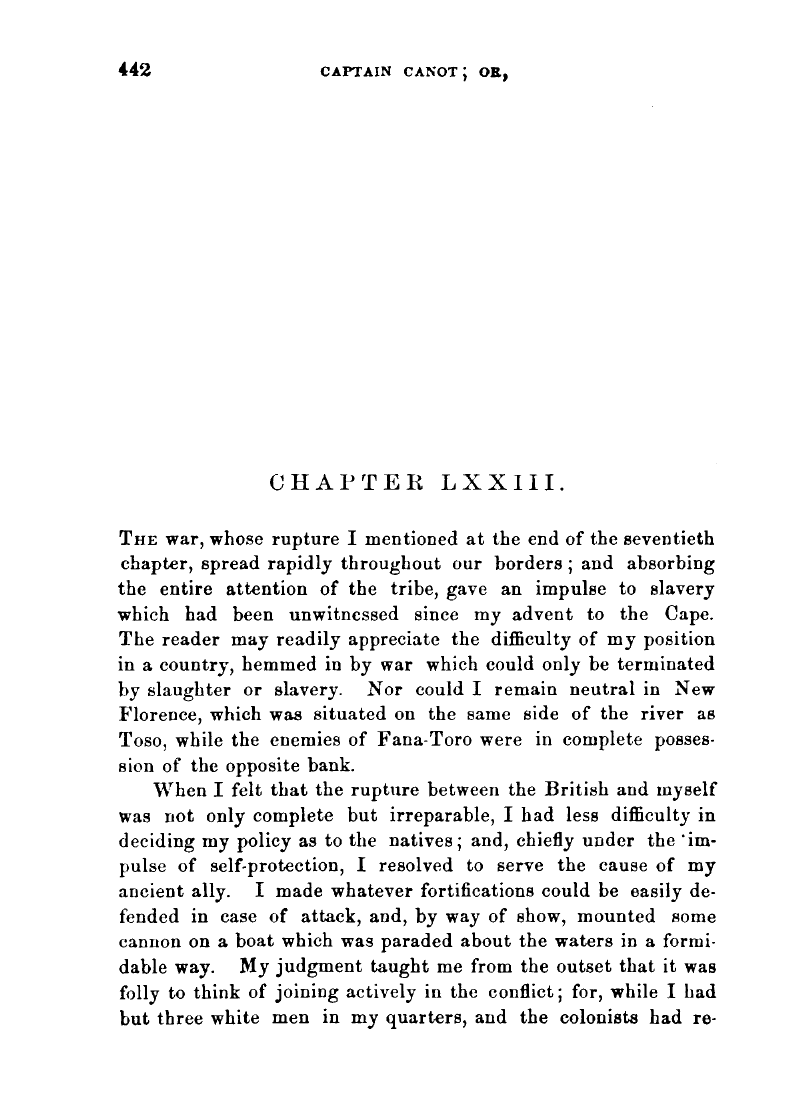 442 CAPTAIN CANOT; OR,
CHAPTER LXXIII.
THE war, whose rupture I mentioned at the end of the seventieth
chapter, spread rapidly throughout our borders; and absorbing
the entire attention of the tribe, gave an impulse to slavery
which had been unwitnessed since my advent to the Cape.
The reader may readily appreciate the difficulty of my position
in a country, hemmed in by war which could only be terminated
by slaughter or slavery. Nor could I remain neutral in New
Florence, which was situated on the same side of the river as
Toso, while the enemies of Fana-Toro were in complete posses-
sion of the opposite bank.
When I felt that the rupture between the British and myself
was not only complete but irreparable, I had less difficulty in
deciding my policy as to the natives; and, chiefly under the im-
pulse of self-protection, I resolved to serve the cause of my
ancient ally. I made whatever fortifications could be easily de-
fended in case of attack, and, by way of show, mounted some
cannon on a boat which was paraded about the waters in a formi-
dable way. My judgment taught me from the outset that it was
folly to think of joining actively in the conflict; for, while I had
but three white men in my quarters, and the colonists had re-